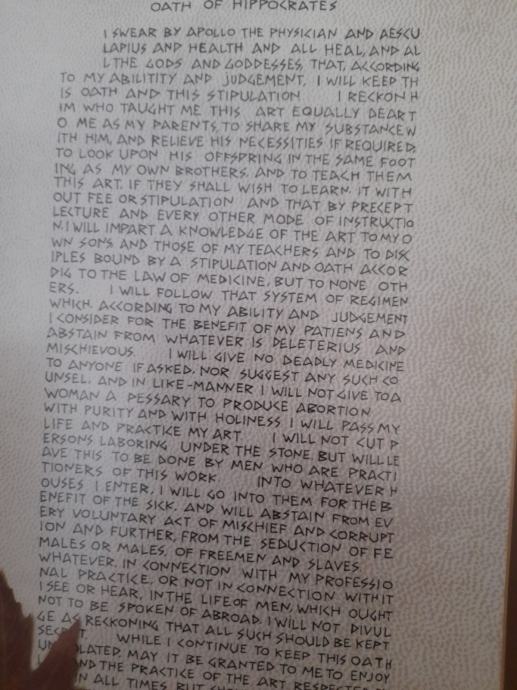 OATH OF HIPPOCRATES
I SWEAR BY APOLLO THE PHYSICIAN AND AESCU
LAPIUS AND HEALTH AND ALL HEAL, AND AL
L THE GODS AND GODDESSES, THAT, ACCORDING
TO MY ABILITITY AND JUDGEMENT, I WILL KEEP TH
IS OATH AND THIS STIPULATION I RECKON H
IM WHO TAUGHT ME THIS ART EQUALLY DEAR T
O ME AS MY PARENTS, TO SHARE MY SUBSTANCE W
ITH HIM, AND RELIEVE HIS NECESSITIES IF REQUIRED,
TO LOOK UPON HIS OFFSPRING IN THE SAME FOOT
ING AS MY OWN BROTHERS. AND TO TEACH THEM
THIS ART. IF THEY SHALL WISH TO LEARN. IT WITH
OUT FEE OR STIPULATION AND THAT BY PRECEPT
LECTURE AND EVERY OTHER MODE OF INSTRUCTIO
N. I WILL IMPART A KNOWLEDGE OF THE ART TO MY O
WN SONS AND THOSE OF MY TEACHERS AND TO DISC
IPLES BOUND BY A STIPULATION AND OATH ACCOR
DIG TO THE LAW OF MEDICINE, BUT TO NONE OTH
ERS. I WILL FOLLOW THAT SYSTEM OF REGIMEN
WHICH, ACCORDING TO MY ABILITY AND JUDGEMENT
I CONSIDER FOR THE BENEFIT OF MY PATIENS AND
ABSTAIN FROM WHATEVER IS DELETERIUS AND
MISCHIEVOUS. I WILL GIVE NO DEADLY MEDICINE
TO ANYONE IF ASKED, NOR SUGGEST ANY SUCH CO
UNSEL, AND IN LIKE-MANNER I WILL NOT GIVE TO A
WOMAN A PESSARY TO PRODUCE ABORTION
WITH PURITY AND WITH HOLINESS I WILL PASS MY
LIFE AND PRACTICE MY ART I WILL NOT CUT P
ERSONS LABORING UNDER THE STONE, BUT WILL LE
AVE THIS TO BE DONE BY MEN WHO ARE PRACTI
TIONERS OF THIS WORK. INTO WHATEVER H
OUSES I ENTER, I WILL GO INTO THEM FOR THE B
ENEFIT OF THE SICK, AND WILL ABSTAIN FROM EV
ERY VOLUNTARY ACT OF MISCHIEF AND CORRUPT
ION AND FURTHER, FROM THE SEDUCTION OF FE
MALES OR MALES, OF FREEMEN AND SLAVES.
WHATEVER, IN CONNECTION WITH MY PROFESSIO
NAL PRACTICE, OR NOT IN CONNECTION WITH IT
I SEE OR HEAR, IN THE LIFE OF MEN, WHICH OUGHT
NOT TO BE SPOKEN OF ABROAD, I WILL NOT DIVUL
GE AS RECKONING THAT ALL SUCH SHOULD BE KEPT
WHILE I CONTINUE TO KEEP THIS OATH
MAY IT BE GRANTED TO ME TO ENJOY
AND THE PRACTICE OF THE ART
IN ALL TIMES BUT